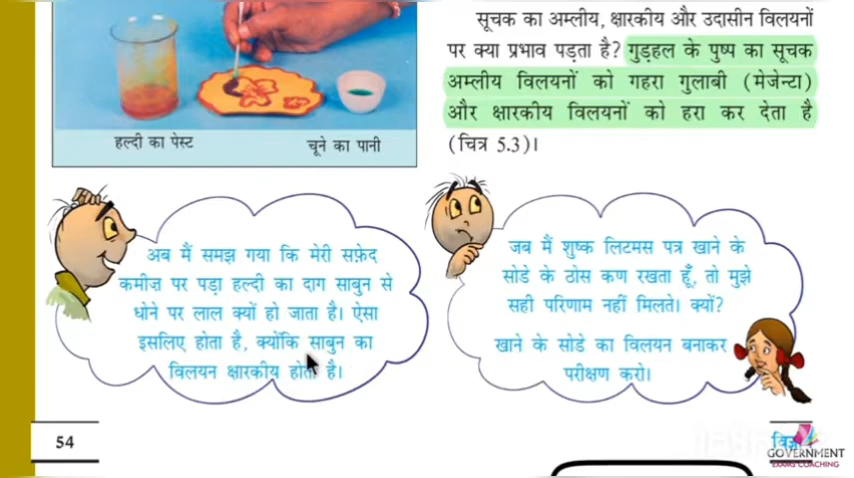 सूचक का अम्लीय, क्षारकीय और उदासीन विलयनों
पर क्या प्रभाव पड़ता है? गुड़हल के पुष्प का सूचक
अम्लीय विलयनों को गहरा गुलाबी (मेजेन्टा)
और क्षारकीय विलयनों को हरा कर देता है
(चित्र 5.3)।
हल्दी का पेस्ट
चूने का पानी
अब मैं समझ गया कि मेरी सफ़ेद
कमीज़ पर पड़ा हल्दी का दाग साबुन से
धोने पर लाल क्यों हो जाता है। ऐसा
इसलिए होता है, क्योंकि साबुन का
विलयन क्षारकीय होता है।
जब मैं शुष्क लिटमस पत्र खाने के
सोडे के ठोस कण रखता हूँ, तो मुझे
सही परिणाम नहीं मिलते। क्यों?
खाने के सोडे का विलयन बनाकर
परीक्षण करो।
54
GOVERNMENT
EXAMS COACHING